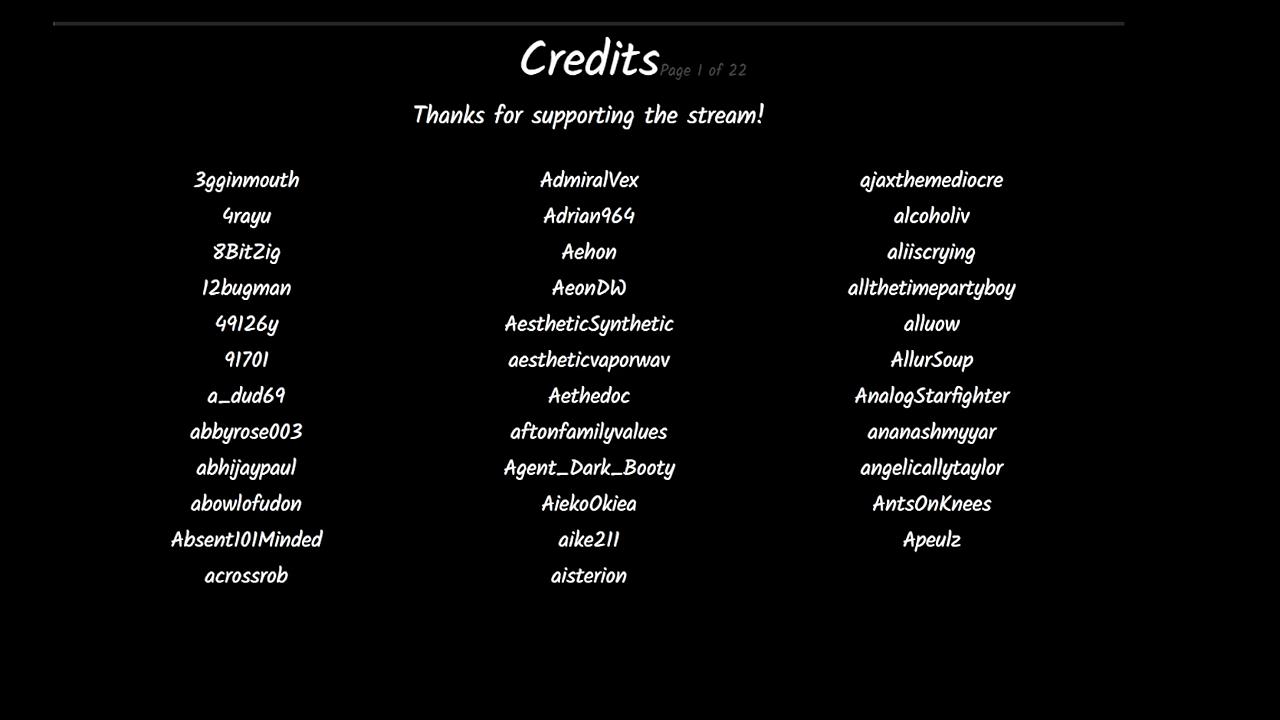 Credits Page 1 of 22
Thanks for supporting the stream!
3gginmouth
4rayu
8BitZig
12bugman
49126y
91701
a_dud69
abbyrose003
abhijaypaul
abowlofudon
Absent101Minded
acrossrob
AdmiralVex
Adrian964
Aehon
AeonDW
AestheticSynthetic
aestheticvaporwav
Aethedoc
aftonfamilyvalues
Agent_Dark_Booty
AiekoOkiea
aike211
aisterion
ajaxthemediocre
alcoholiv
aliiscrying
allthetimepartyboy
alluow
AllurSoup
AnalogStarfighter
ananashmyyar
angelicallytaylor
AntsOnKnees
Apeulz